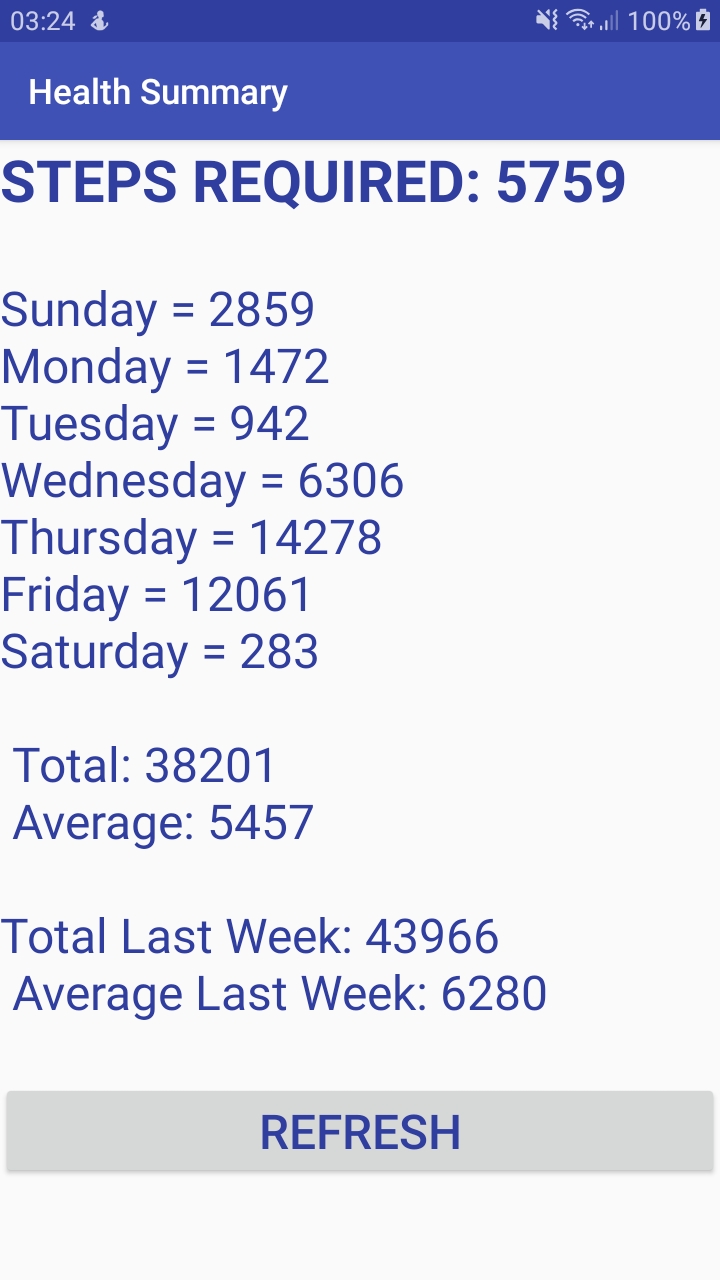 03:24 100%
Health Summary
STEPS REQUIRED: 5759
Sunday = 2859
Monday = 1472
Tuesday = 942
Wednesday = 6306
Thursday = 14278
Friday = 12061
Saturday = 283
Total: 38201
Average: 5457
Total Last Week: 43966
Average Last Week: 6280
REFRESH